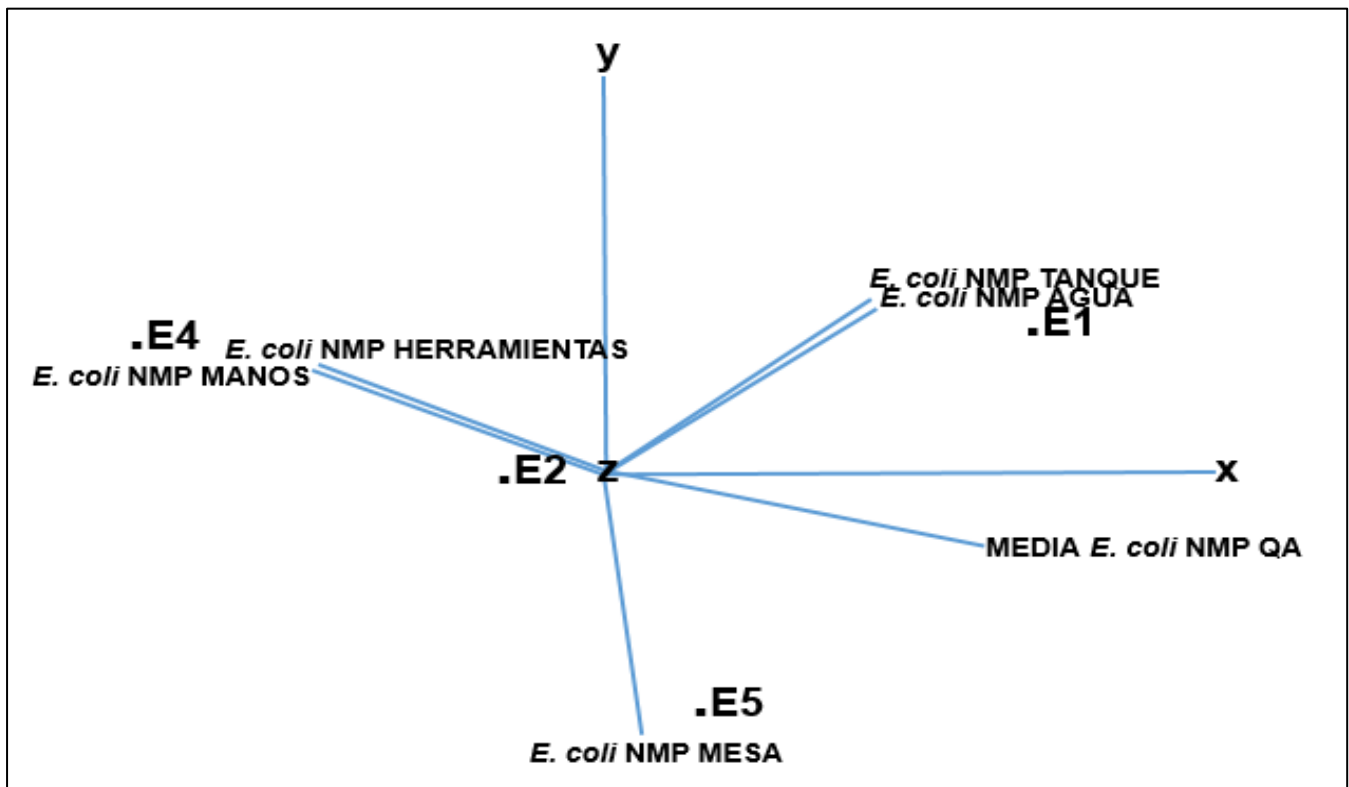 y
E. coli NMP TANQUE
E. coli NMP AGUA
.E1
.E4
E. coli NMP HERRAMIENTAS
E. coli NMP MANOS
.E2
z
x
MEDIA E. coli NMP QA
.E5
E. coli NMP MESA